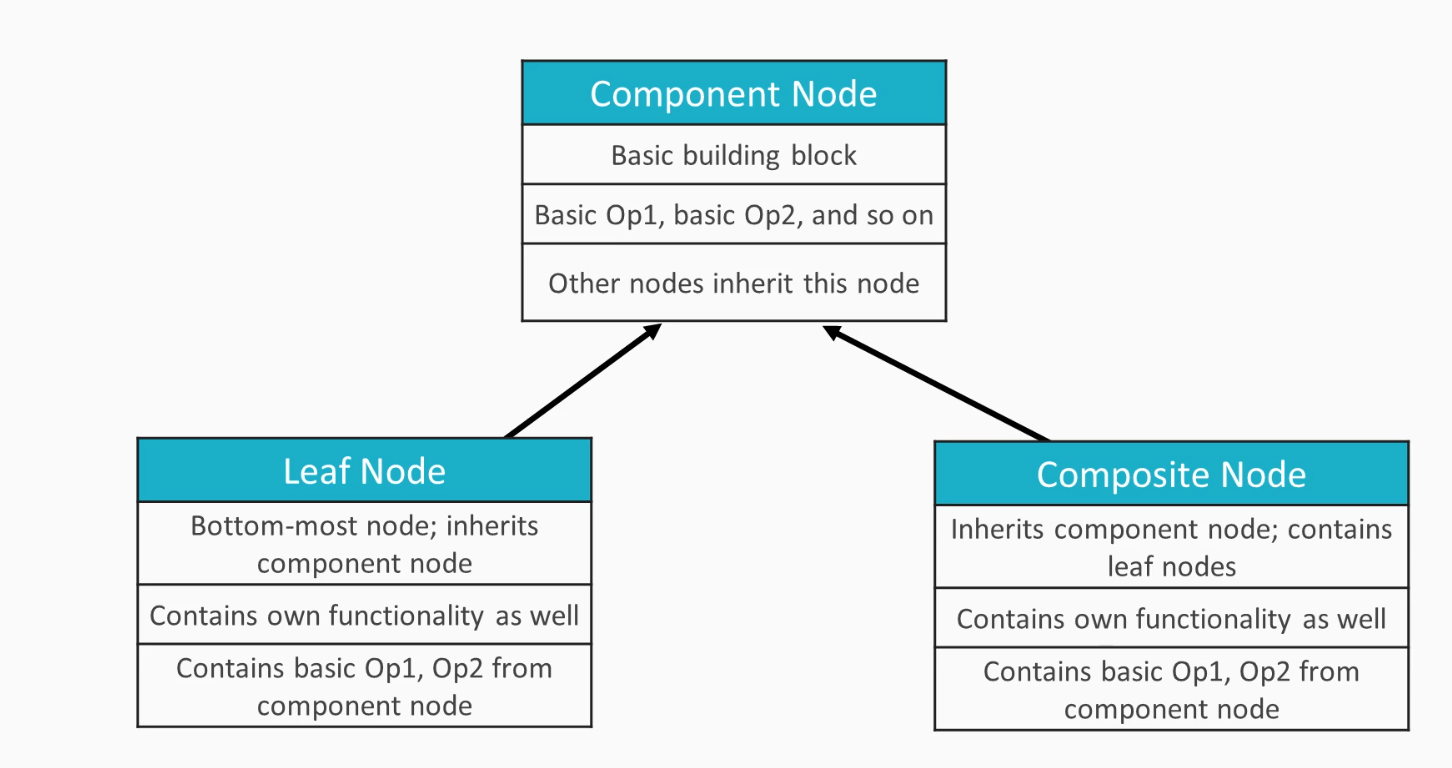 Component Node
Basic building block
Basic Op1, basic Op2, and so on
Other nodes inherit this node
Leaf Node
Bottom-most node; inherits
component node
Contains own functionality as well
Contains basic Op1, Op2 from
component node
Composite Node
Inherits component node; contains
leaf nodes
Contains own functionality as well
Contains basic Op1, Op2 from
component node